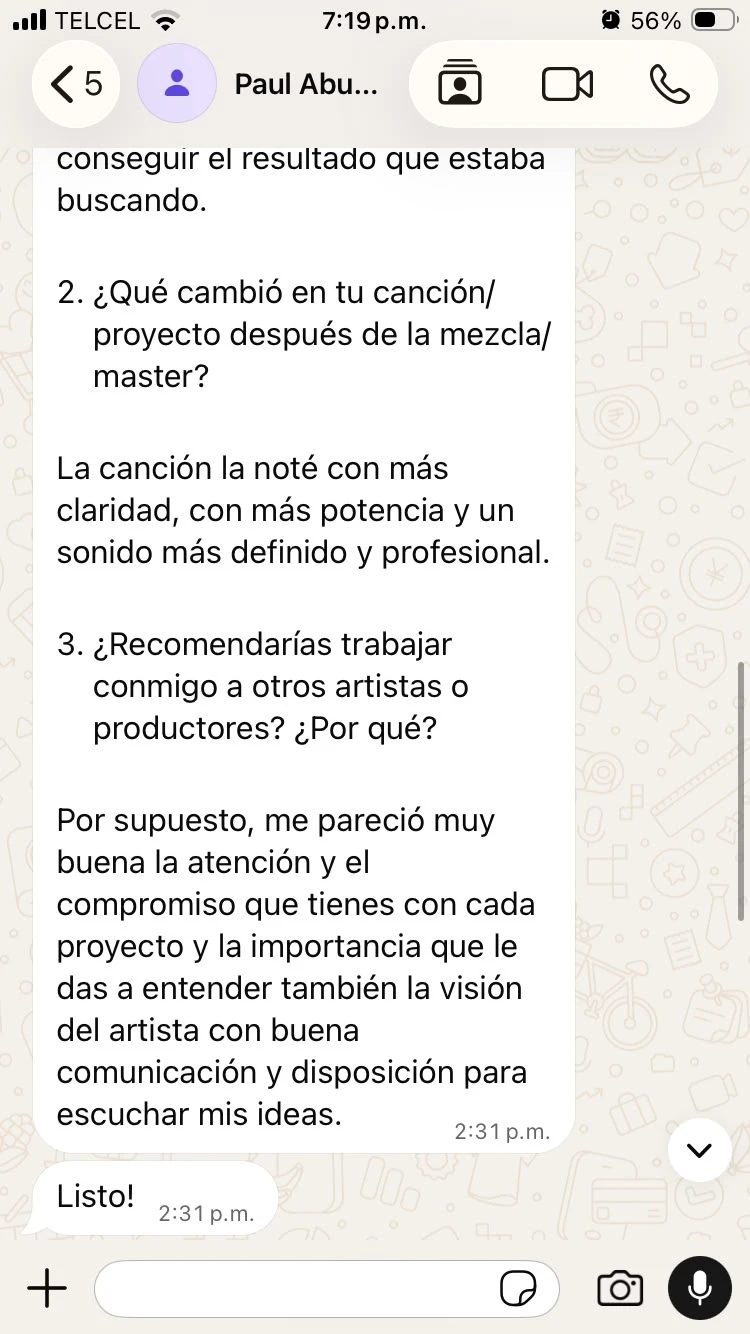 TELCEL 7:19 p.m. 56%
5 Paul Abu...
conseguir el resultado que estaba
buscando.
2. ¿Qué cambió en tu canción/
proyecto después de la mezcla/
master?
La canción la noté con más
claridad, con más potencia y un
sonido más definido y profesional.
3. ¿Recomendarías trabajar
conmigo a otros artistas o
productores? ¿Por qué?
Por supuesto, me pareció muy
buena la atención y el
compromiso que tienes con cada
proyecto y la importancia que le
das a entender también la visión
del artista con buena
comunicación y disposición para
escuchar mis ideas.
2:31 p.m.
Listo! 2:31 p.m.